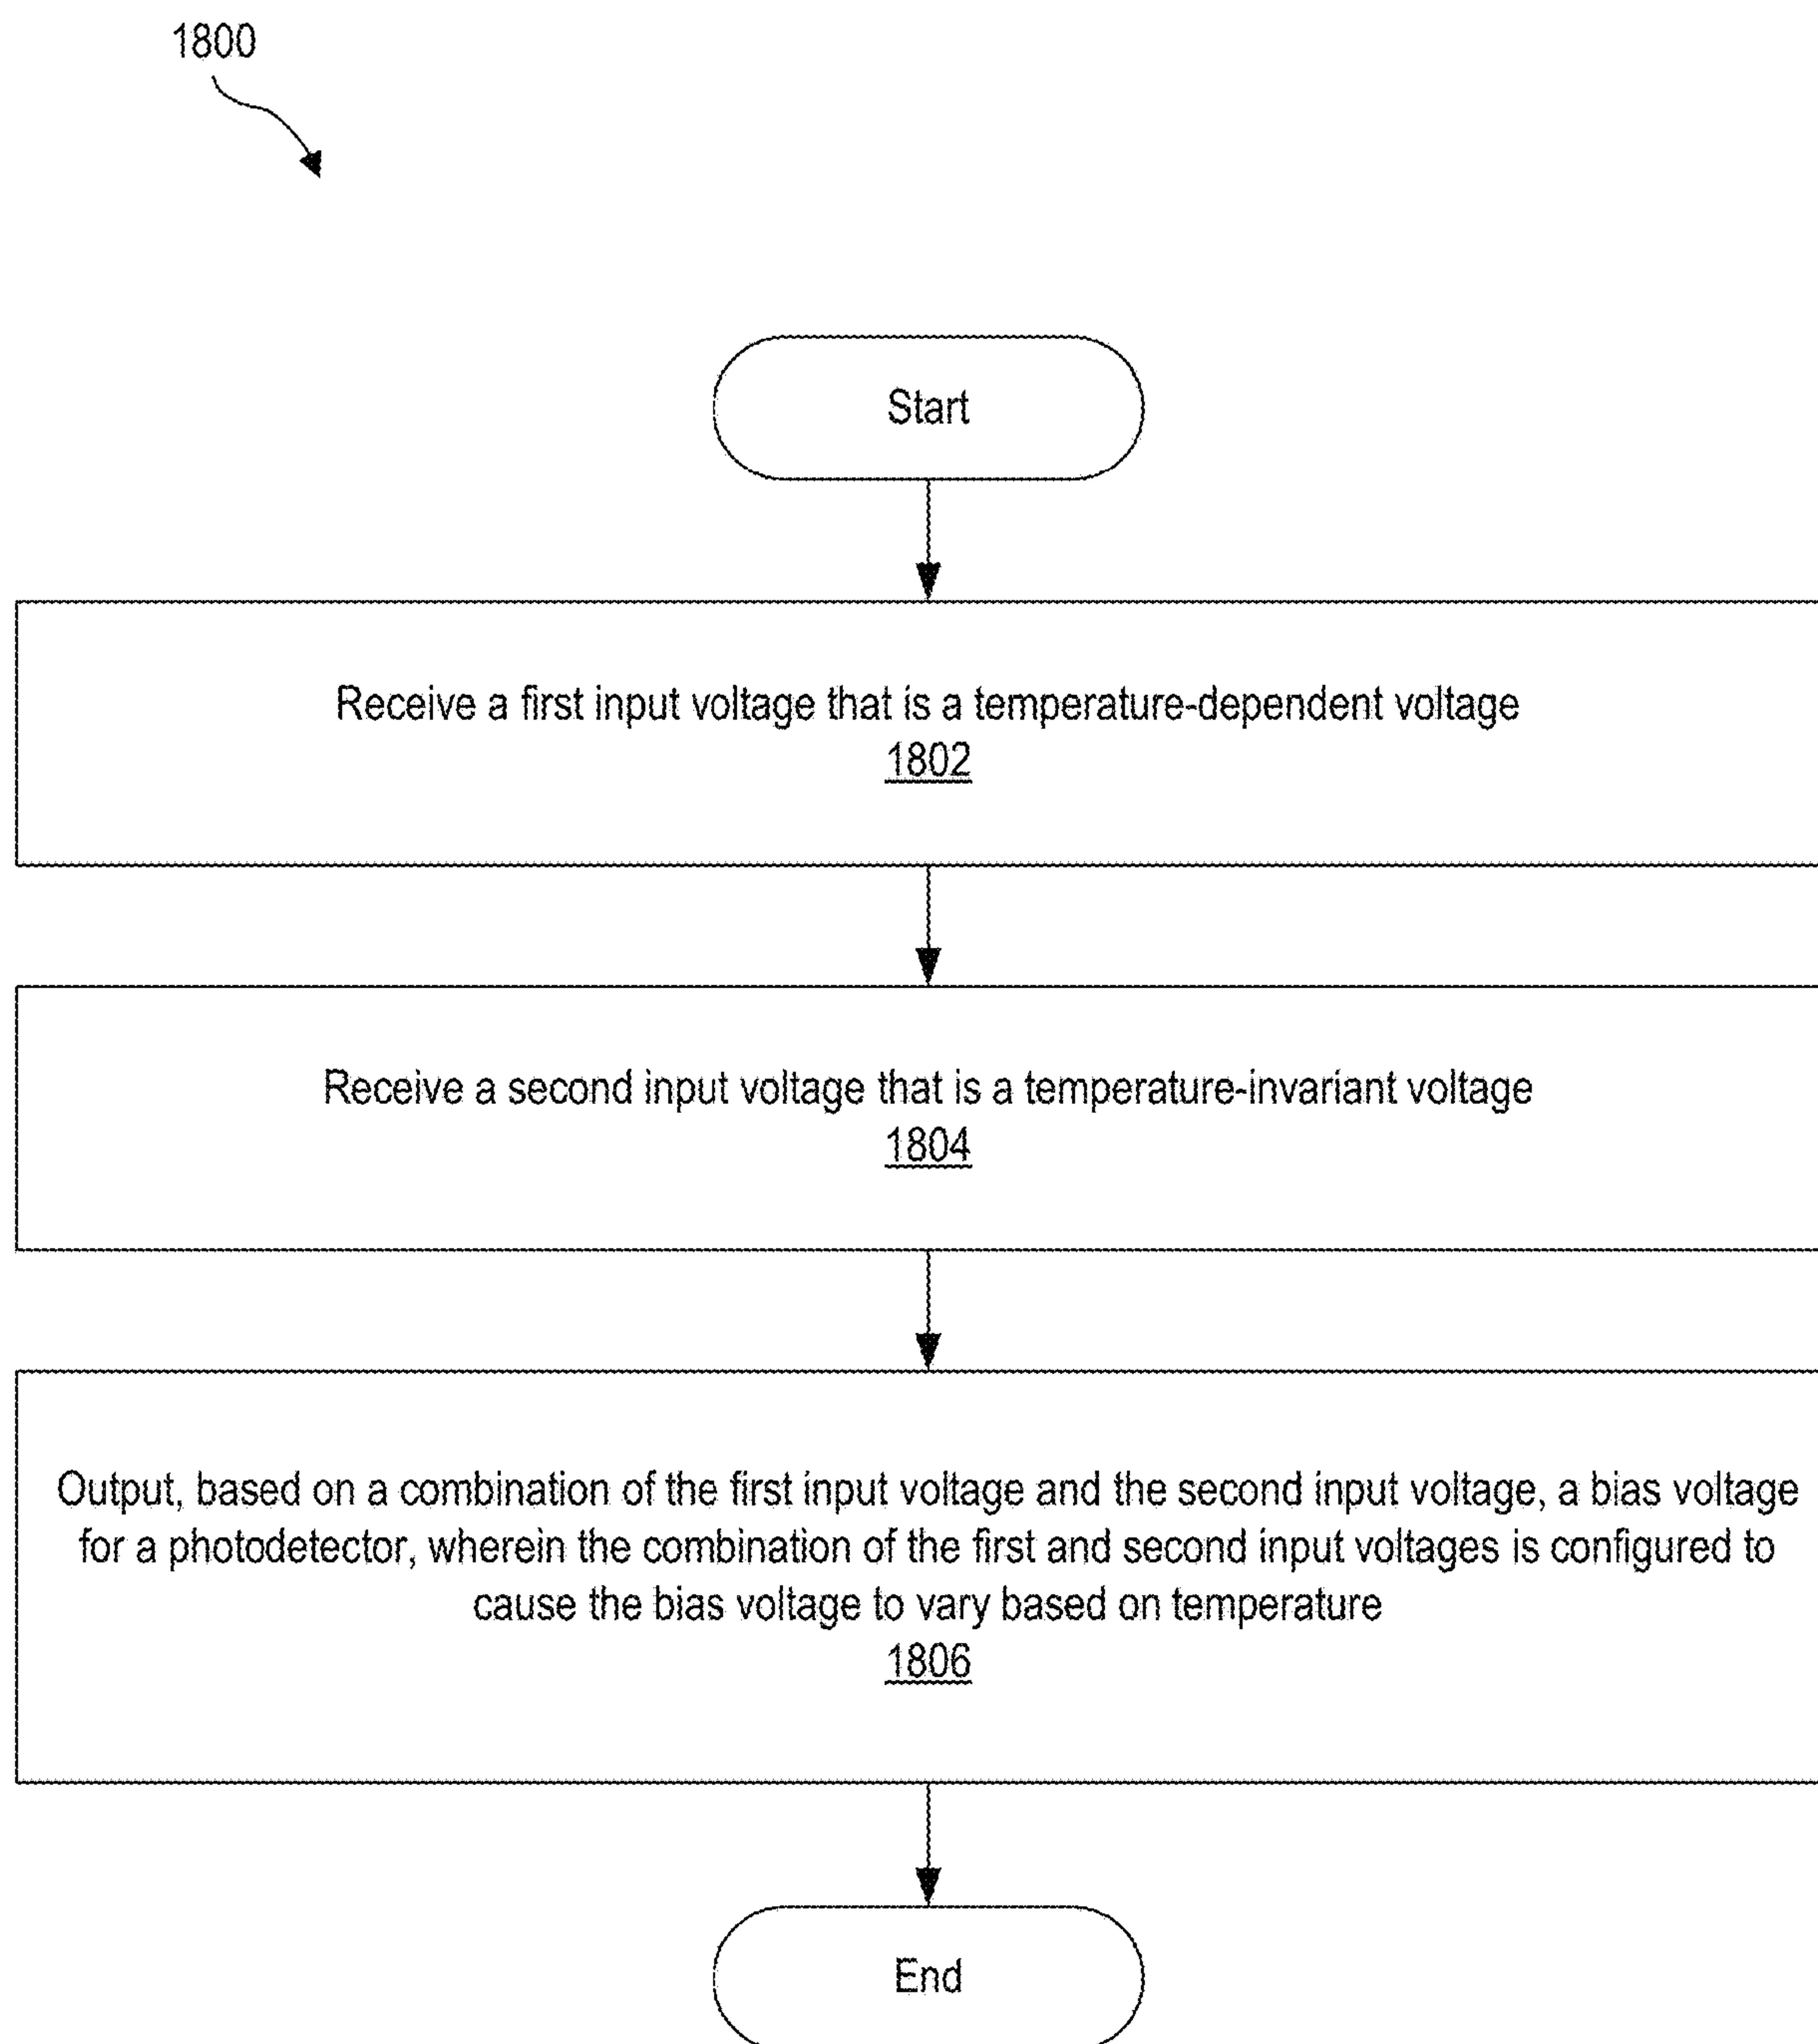 1800
Start
Receive a first input voltage that is a temperature-dependent voltage
1802
Receive a second input voltage that is a temperature-invariant voltage
1804
Output, based on a combination of the first input voltage and the second input voltage, a bias voltage
for a photodetector, wherein the combination of the first and second input voltages is configured to
cause the bias voltage to vary based on temperature
1806
End